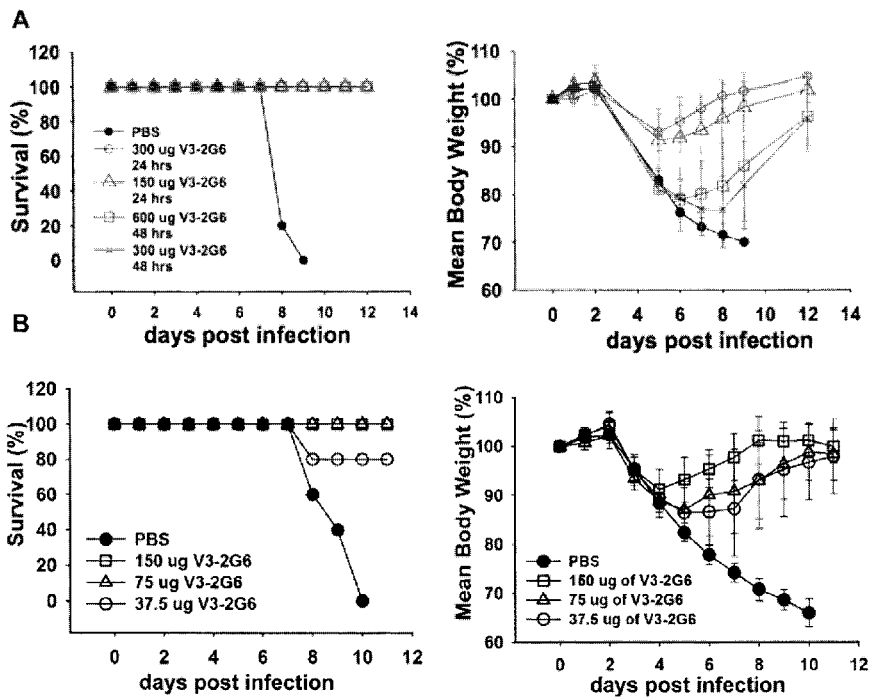 A
120
100
80
60
40
20
0
Survival (%)
PBS
300 ug V3-2G6
24 hrs
150 ug V3-2G6
24 hrs
600 ug V3-2G6
48 hrs
300 ug V3-2G6
48 hrs
0 2 4 6 8 10 12 14
days post infection
110
100
90
80
70
60
Mean Body Weight (%)
0 2 4 6 8 10 12 14
days post infection
B
120
100
80
60
40
20
0
Survival (%)
PBS
150 ug V3-2G6
75 ug V3-2G6
37.5 ug V3-2G6
0 2 4 6 8 10 12
days post infection
110
100
90
80
70
60
Mean Body Weight (%)
PBS
150 ug of V3-2G6
75 ug of V3-2G6
37.5 ug of V3-2G6
0 2 4 6 8 10 12
days post infection